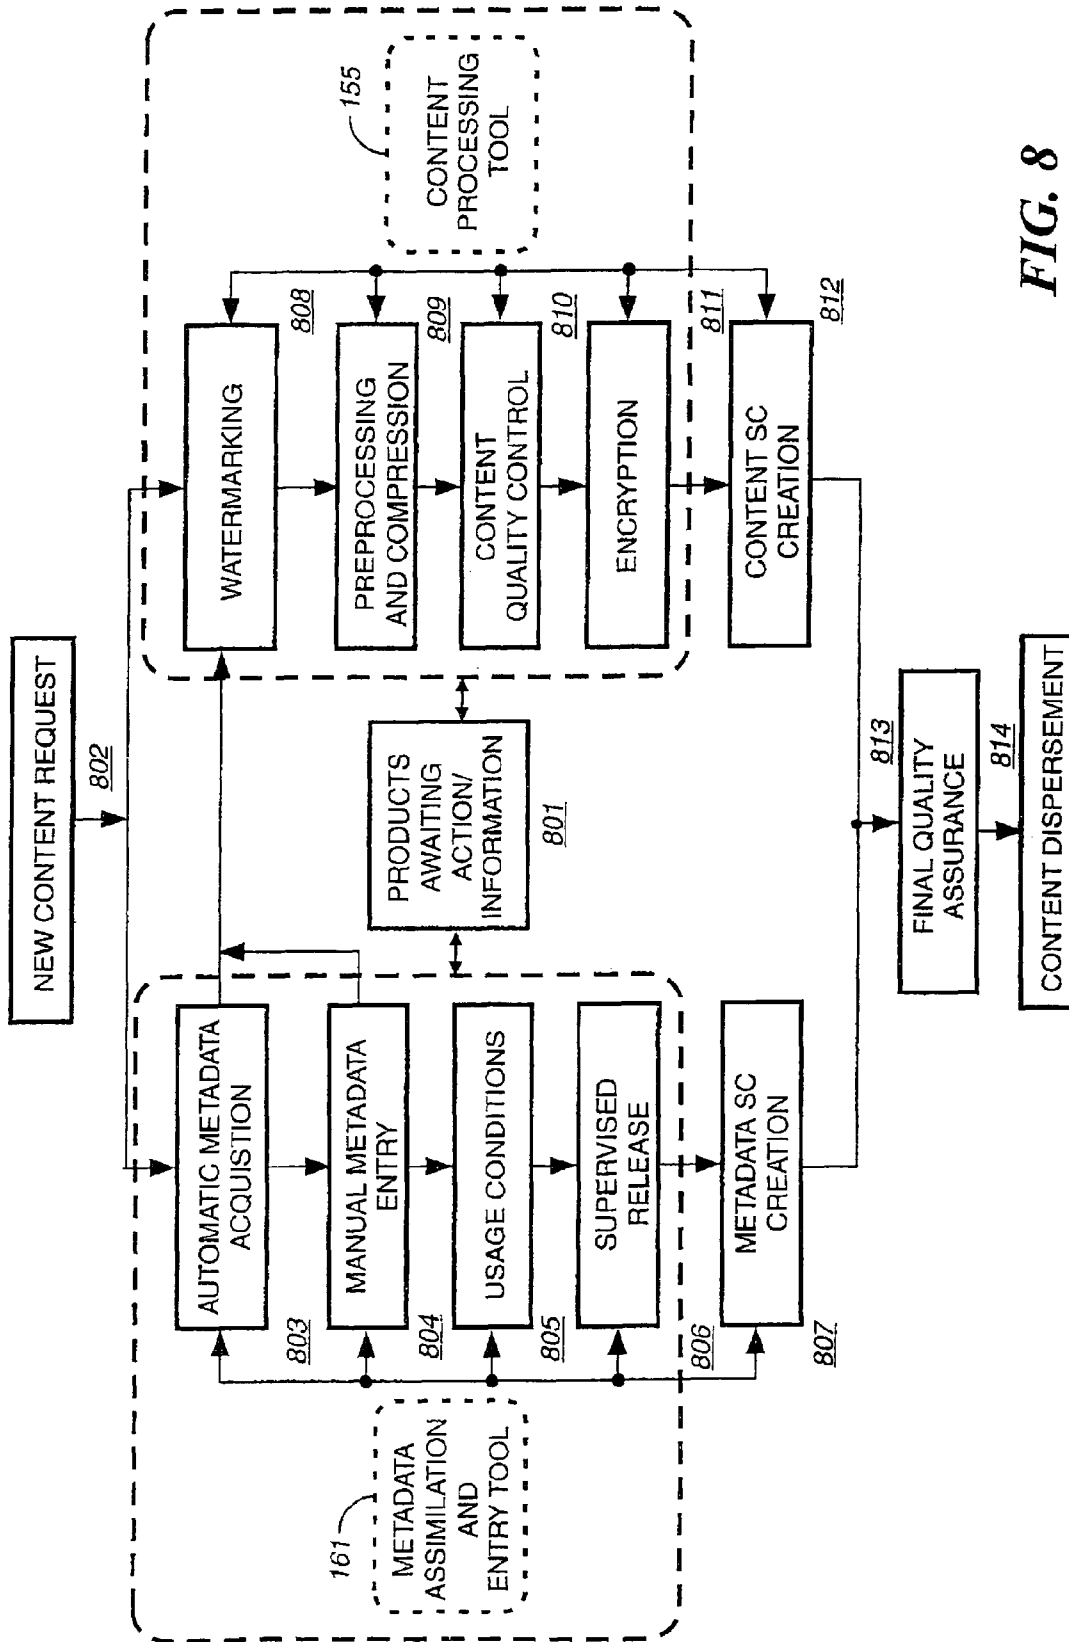 NEW CONTENT REQUEST
802
AUTOMATIC METADATA
ACQUISTION
803
MANUAL METADATA
ENTRY
804
USAGE CONDITIONS
805
SUPERVISED
RELEASE
806
METADATA SC
CREATION
807
161
METADATA
ASSIMILATION
AND
ENTRY TOOL
PRODUCTS
AWAITING
ACTION/
INFORMATION
801
WATERMARKING
808
PREPROCESSING
AND COMPRESSION
809
CONTENT
QUALITY CONTROL
810
ENCRYPTION
811
CONTENT SC
CREATION
812
155
CONTENT
PROCESSING
TOOL
813
FINAL QUALITY
ASSURANCE
814
CONTENT DISPERSEMENT
FIG. 8